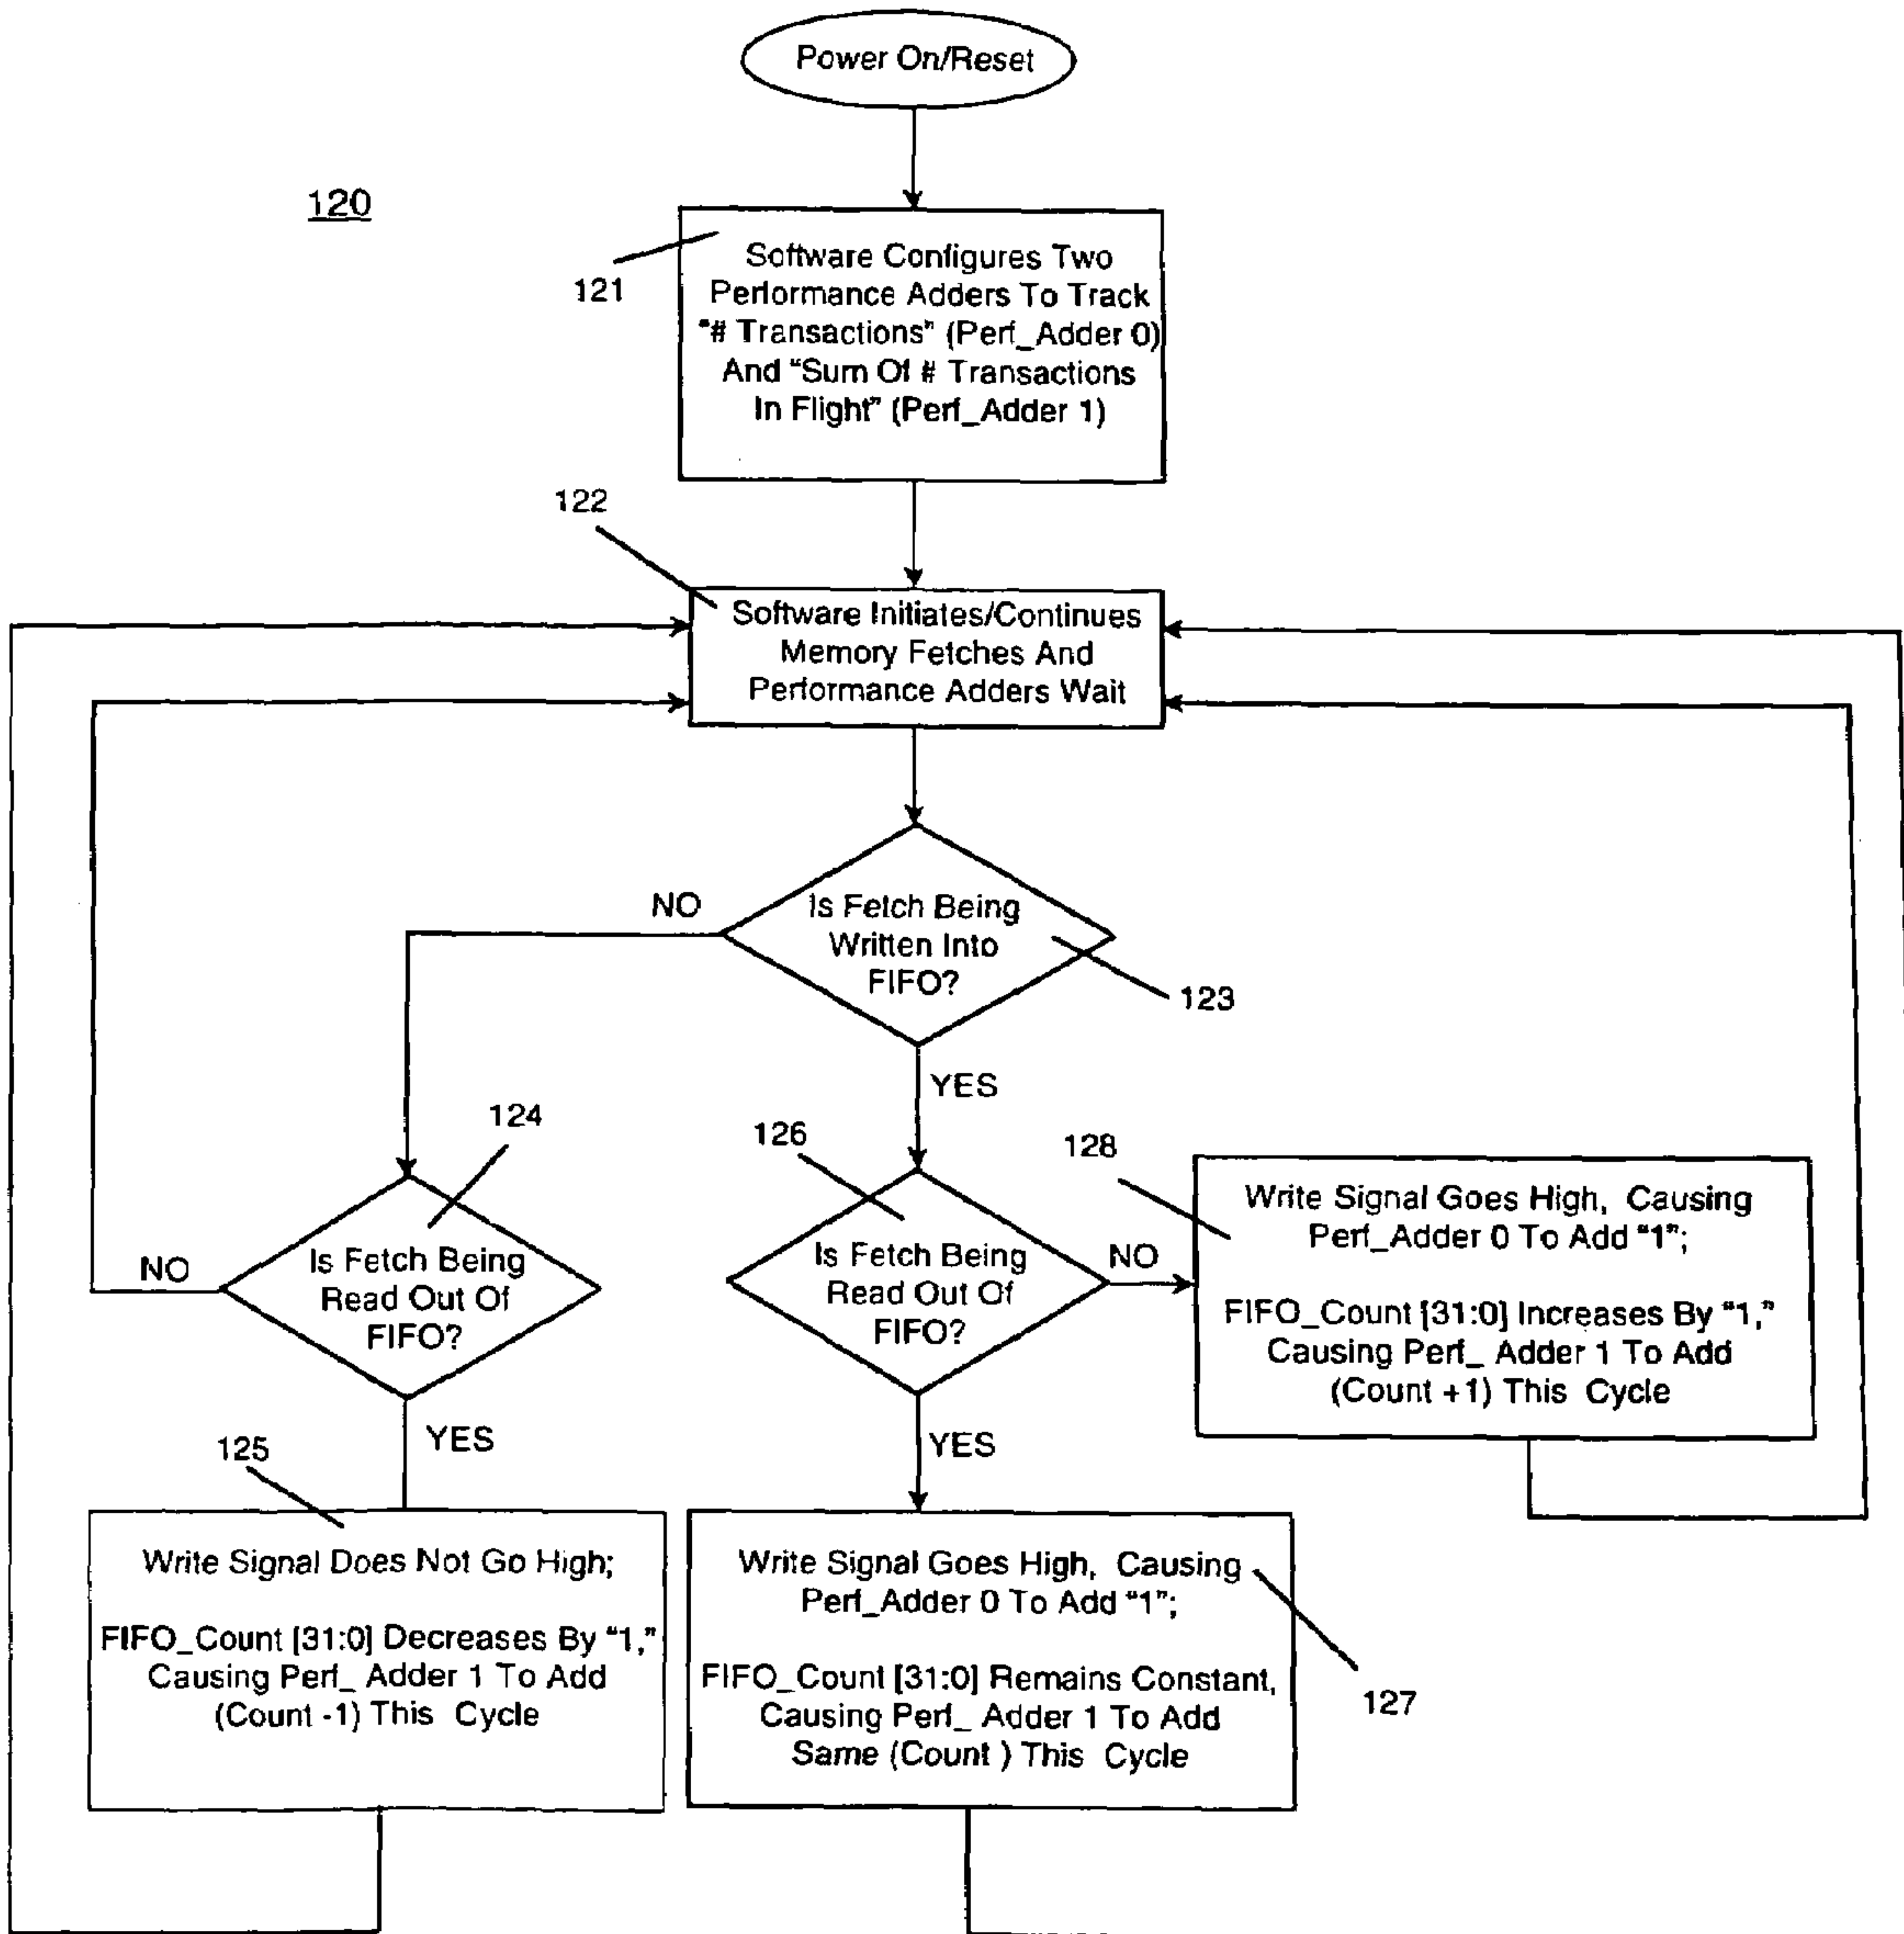 Power On/Reset
120
121
Software Configures Two
Performance Adders To Track
"# Transactions" (Perf_Adder 0)
And "Sum Of # Transactions
In Flight" (Perf_Adder 1)
122
Software Initiates/Continues
Memory Fetches And
Performance Adders Wait
NO
Is Fetch Being
Written Into
FIFO?
123
YES
124
126
128
NO
Is Fetch Being
Read Out Of
FIFO?
Is Fetch Being
Read Out Of
FIFO?
NO
Write Signal Goes High, Causing
Perf_Adder 0 To Add "1";
FIFO_Count [31:0] Increases By "1,"
Causing Perf_ Adder 1 To Add
(Count +1) This Cycle
YES
YES
125
Write Signal Does Not Go High;
FIFO_Count [31:0] Decreases By "1,"
Causing Perf_ Adder 1 To Add
(Count -1) This Cycle
Write Signal Goes High, Causing
Perf_Adder 0 To Add "1";
FIFO_Count [31:0] Remains Constant,
Causing Perf_ Adder 1 To Add
Same (Count ) This Cycle
127